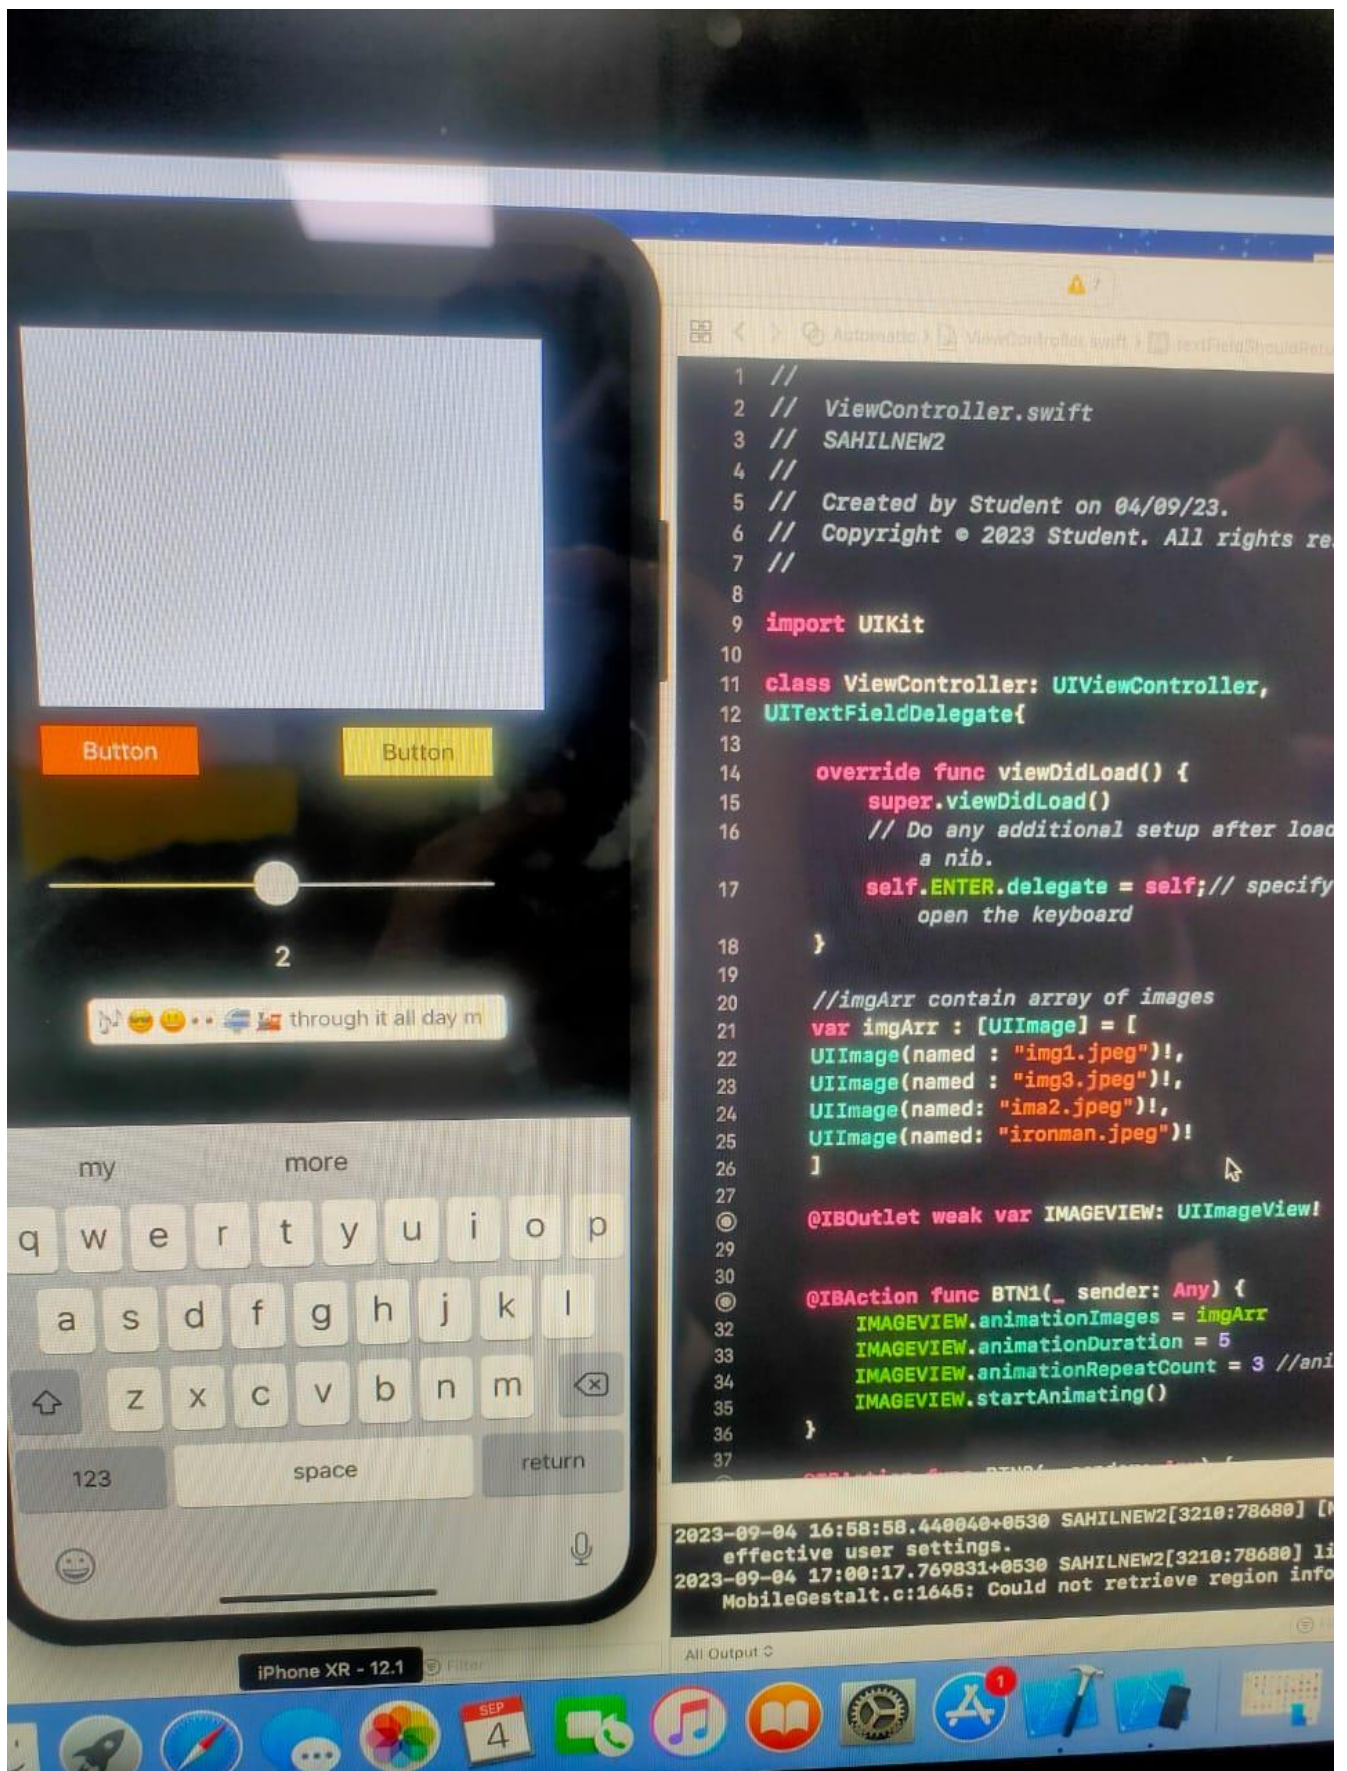 Button
Button
2
through it all day m
my more
q w e r t y u i o p
a s d f g h j k l
z x c v b n m
123 space return
iPhone XR - 12.1
Filter
7
Automatic
ViewController.swift
1 //
2 // ViewController.swift
3 // SAHILNEW2
4 //
5 // Created by Student on 04/09/23.
6 // Copyright © 2023 Student. All rights re
7 //
8
9 import UIKit
10
11 class ViewController: UIViewController,
12 UITextFieldDelegate{
13
14 override func viewDidLoad() {
15 super.viewDidLoad()
16 // Do any additional setup after load
a nib.
17 self.ENTER.delegate = self;// specify
open the keyboard
18 }
19
20 //imgArr contain array of images
21 var imgArr : [UIImage] = [
22 UIImage(named : "img1.jpeg")!,
23 UIImage(named : "img3.jpeg")!,
24 UIImage(named: "ima2.jpeg")!,
25 UIImage(named: "ironman.jpeg")!
26 ]
27
@IBOutlet weak var IMAGEVIEW: UIImageView!
29
30
@IBAction func BTN1(_ sender: Any) {
32 IMAGEVIEW.animationImages = imgArr
33 IMAGEVIEW.animationDuration = 5
34 IMAGEVIEW.animationRepeatCount = 3 //ani
35 IMAGEVIEW.startAnimating()
36 }
37
2023-09-04 16:58:58.440040+0530 SAHILNEW2[3210:78680]
effective user settings.
2023-09-04 17:00:17.769831+0530 SAHILNEW2[3210:78680] li
MobileGestalt.c:1645: Could not retrieve region info
All Output
SEP
4
1